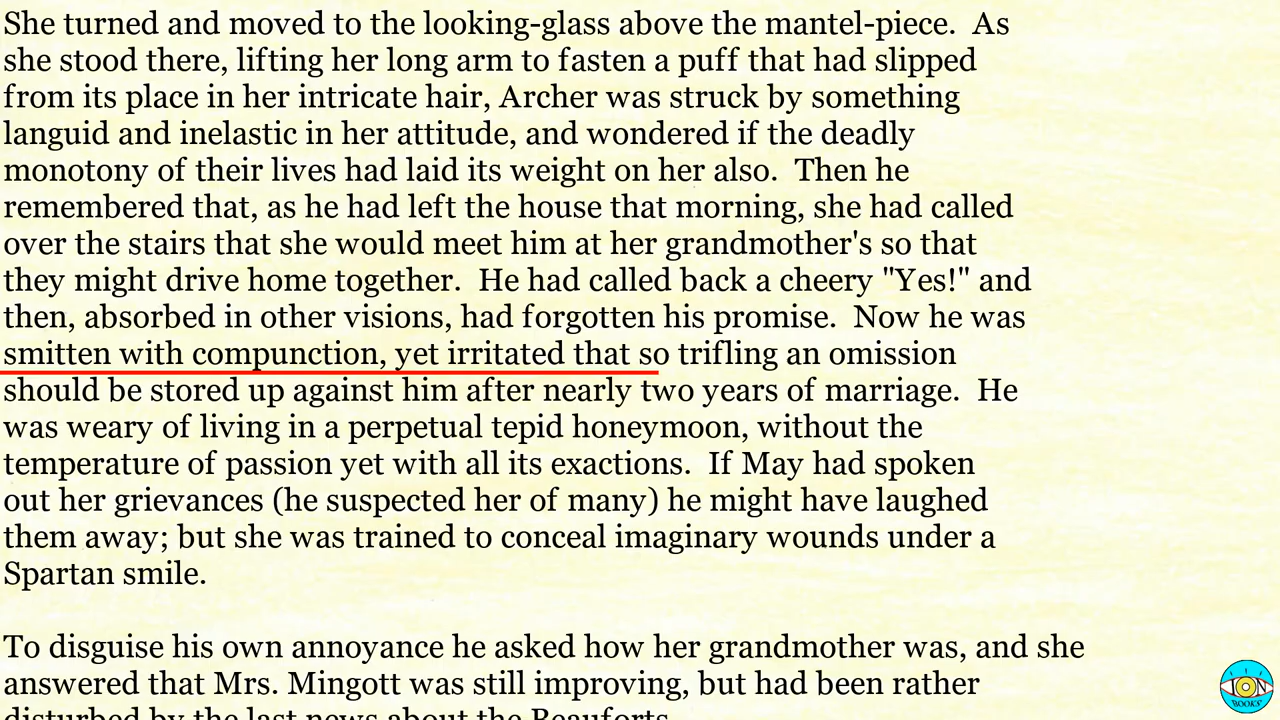 She turned and moved to the looking-glass above the mantel-piece.  As
she stood there, lifting her long arm to fasten a puff that had slipped
from its place in her intricate hair, Archer was struck by something
languid and inelastic in her attitude, and wondered if the deadly
monotony of their lives had laid its weight on her also.  Then he
remembered that, as he had left the house that morning, she had called
over the stairs that she would meet him at her grandmother's so that
they might drive home together.  He had called back a cheery "Yes!" and
then, absorbed in other visions, had forgotten his promise.  Now he was
smitten with compunction, yet irritated that so trifling an omission
should be stored up against him after nearly two years of marriage.  He
was weary of living in a perpetual tepid honeymoon, without the
temperature of passion yet with all its exactions.  If May had spoken
out her grievances (he suspected her of many) he might have laughed
them away; but she was trained to conceal imaginary wounds under a
Spartan smile.
To disguise his own annoyance he asked how her grandmother was, and she
answered that Mrs. Mingott was still improving, but had been rather
disturbed by the last news about the Beauforts.
ION
BOOKS